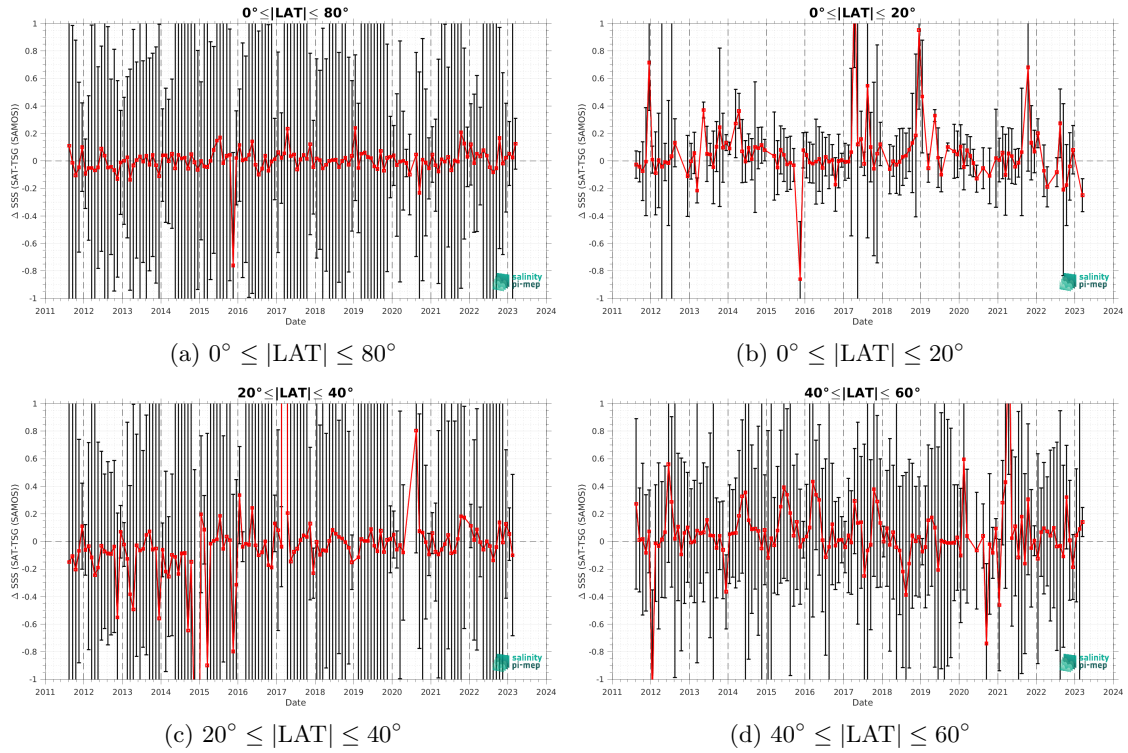 0°≤|LAT|≤ 80°
Δ SSS (SAT-TSG (SAMOS))
1
0.8
0.6
0.4
0.2
0
-0.2
-0.4
-0.6
-0.8
-1
2011 2012 2013 2014 2015 2016 2017 2018 2019 2020 2021 2022 2023 2024
Date
salinity
pi-mep
(a) 0° ≤ |LAT| ≤ 80°
0°≤|LAT|≤ 20°
Δ SSS (SAT-TSG (SAMOS))
1
0.8
0.6
0.4
0.2
0
-0.2
-0.4
-0.6
-0.8
-1
2011 2012 2013 2014 2015 2016 2017 2018 2019 2020 2021 2022 2023 2024
Date
salinity
pi-mep
(b) 0° ≤ |LAT| ≤ 20°
20°≤|LAT|≤ 40°
Δ SSS (SAT-TSG (SAMOS))
1
0.8
0.6
0.4
0.2
0
-0.2
-0.4
-0.6
-0.8
-1
2011 2012 2013 2014 2015 2016 2017 2018 2019 2020 2021 2022 2023 2024
Date
salinity
pi-mep
(c) 20° ≤ |LAT| ≤ 40°
40°≤|LAT|≤ 60°
Δ SSS (SAT-TSG (SAMOS))
1
0.8
0.6
0.4
0.2
0
-0.2
-0.4
-0.6
-0.8
-1
2011 2012 2013 2014 2015 2016 2017 2018 2019 2020 2021 2022 2023 2024
Date
salinity
pi-mep
(d) 40° ≤ |LAT| ≤ 60°